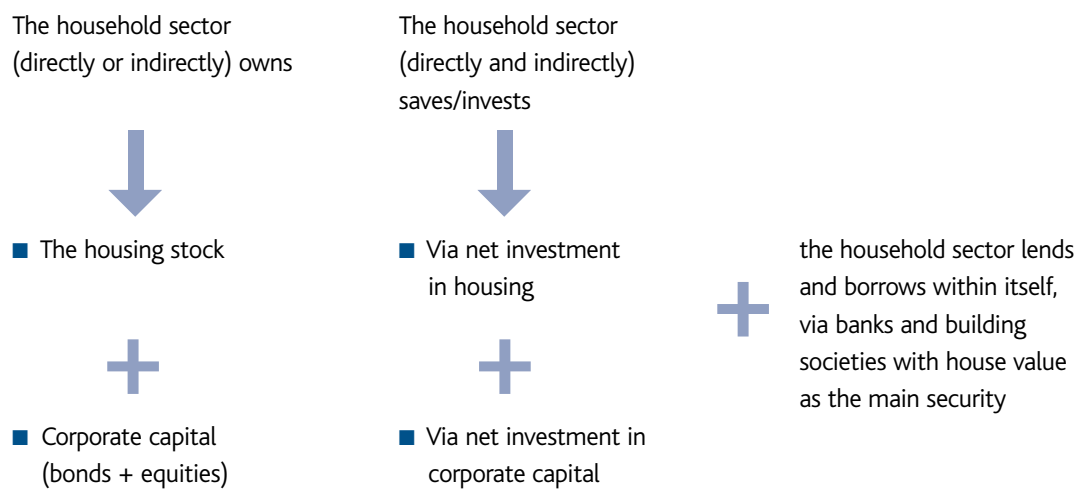 The household sector
(directly or indirectly) owns
■ The housing stock
■ Corporate capital
(bonds + equities)
The household sector
(directly and indirectly)
saves/invests
■ Via net investment
in housing
■ Via net investment in
corporate capital
the household sector lends
and borrows within itself,
via banks and building
societies with house value
as the main security